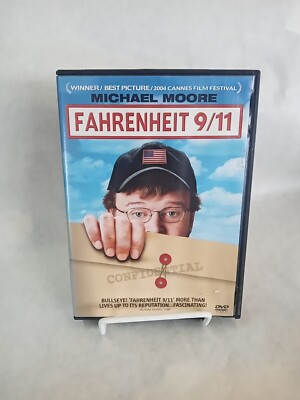 WINNER/ BEST PICTURE / 2004 CANNES FILM FESTIVAL
MICHAEL MOORE
FAHRENHEIT 9/11
CONFIDENTIAL
BULLSEYE! 'FAHRENHEIT 9/11' MORE THAN
LIVES UP TO ITS REPUTATION...FASCINATING!
DVD